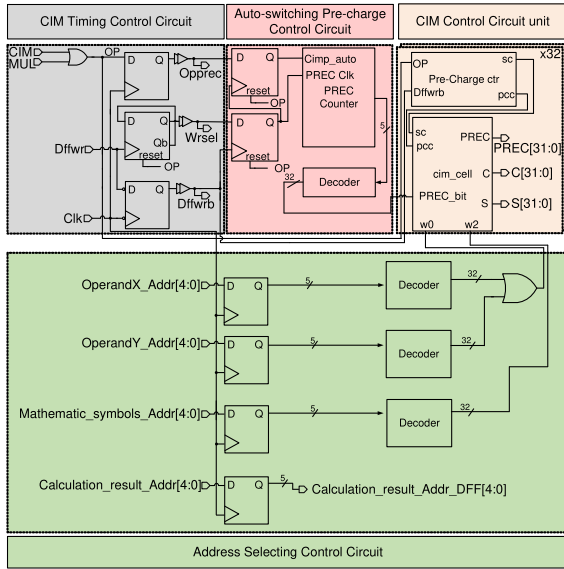 CIM Timing Control Circuit
Auto-switching Pre-charge Control Circuit
CIM Control Circuit unit
CIM
MUL
OP
D Q
Opprec
D
Q
Qb
reset
OP
Wrsel
Dffwr
D Q
Dffwrb
Clk
D Q
reset
OP
D Q
reset
OP
Cimp_auto
PREC Clk
PREC
Counter
5
Decoder
32
x32
OP
Dffwrb
sc
Pre-Charge ctr
pcc
sc
pcc
PREC
PREC[31:0]
cim_cell
C
C[31:0]
PREC_bit
S
S[31:0]
w0
w2
OperandX_Addr[4:0]
D Q
5
Decoder
32
OperandY_Addr[4:0]
D Q
5
Decoder
32
Mathematic_symbols_Addr[4:0]
D Q
5
Decoder
32
Calculation_result_Addr[4:0]
D Q
5
Calculation_result_Addr_DFF[4:0]
Address Selecting Control Circuit